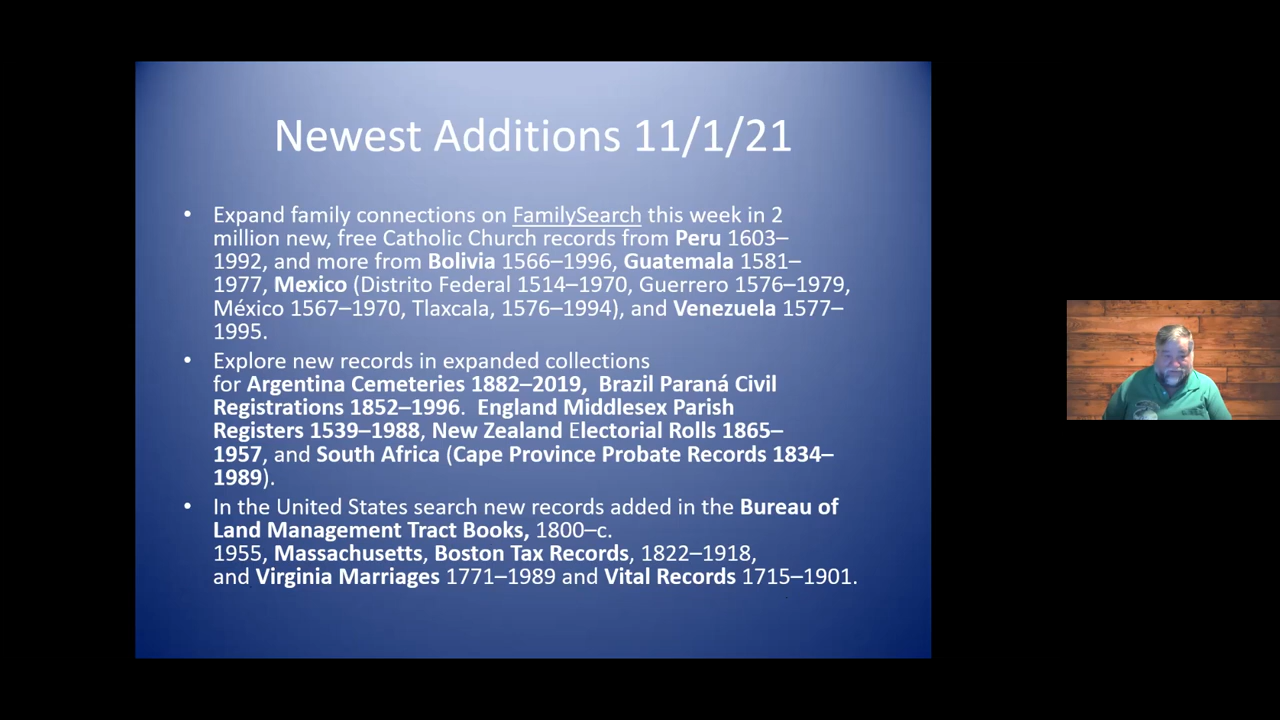 Newest Additions 11/1/21
• Expand family connections on FamilySearch this week in 2
million new, free Catholic Church records from Peru 1603–
1992, and more from Bolivia 1566–1996, Guatemala 1581–
1977, Mexico (Distrito Federal 1514–1970, Guerrero 1576–1979,
México 1567–1970, Tlaxcala, 1576–1994), and Venezuela 1577–
1995.
• Explore new records in expanded collections
for Argentina Cemeteries 1882–2019, Brazil Paraná Civil
Registrations 1852–1996. England Middlesex Parish
Registers 1539–1988, New Zealand Electorial Rolls 1865–
1957, and South Africa (Cape Province Probate Records 1834–
1989).
• In the United States search new records added in the Bureau of
Land Management Tract Books, 1800–c.
1955, Massachusetts, Boston Tax Records, 1822–1918,
and Virginia Marriages 1771–1989 and Vital Records 1715–1901.